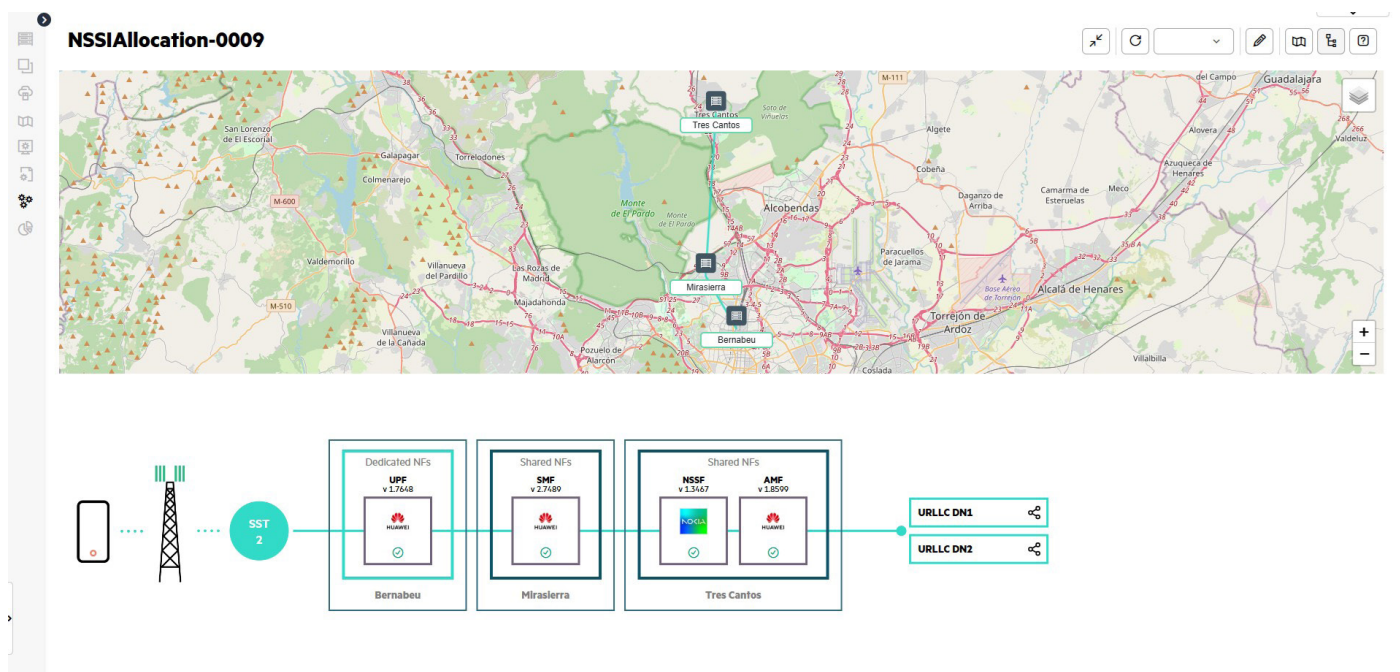 NSSIAllocation-0009
M-111
del Campo
Guadalajara
Tres Cantos
Tres Cantos
Soto de
Viñuelas
San Lorenzo
de El Escorial
Galapagar
Torrelodones
Algete
Alovera
Valdeluz
Colmenarejo
Cobeña
Azuqueca de
Henares
M-600
Monte
de El Pardo
Monte
de El Pardo
Alcobendas
Daganzo de
Arriba
Camarma de
Esteruelas
Meco
Valdemorillo
Villanueva
del Pardillo
Las Rozas de
Madrid
Paracuellos
de Jarama
Mirasierra
Base Aérea
de Torrejón
Alcalá de Henares
M-510
Majadahonda
Torrejón de
Ardoz
Villanueva
de la Cañada
Bernabeu
Pozuelo de
Alarcón
Coslada
Villalbilla
+
−
Dedicated NFs
UPF
v 1.7648
HUAWEI
Bernabeu
Shared NFs
SMF
v 2.7489
HUAWEI
Mirasierra
Shared NFs
NSSF
v 1.3467
NOKIA
AMF
v 1.8599
HUAWEI
Tres Cantos
SST
2
URLLC DN1
URLLC DN2